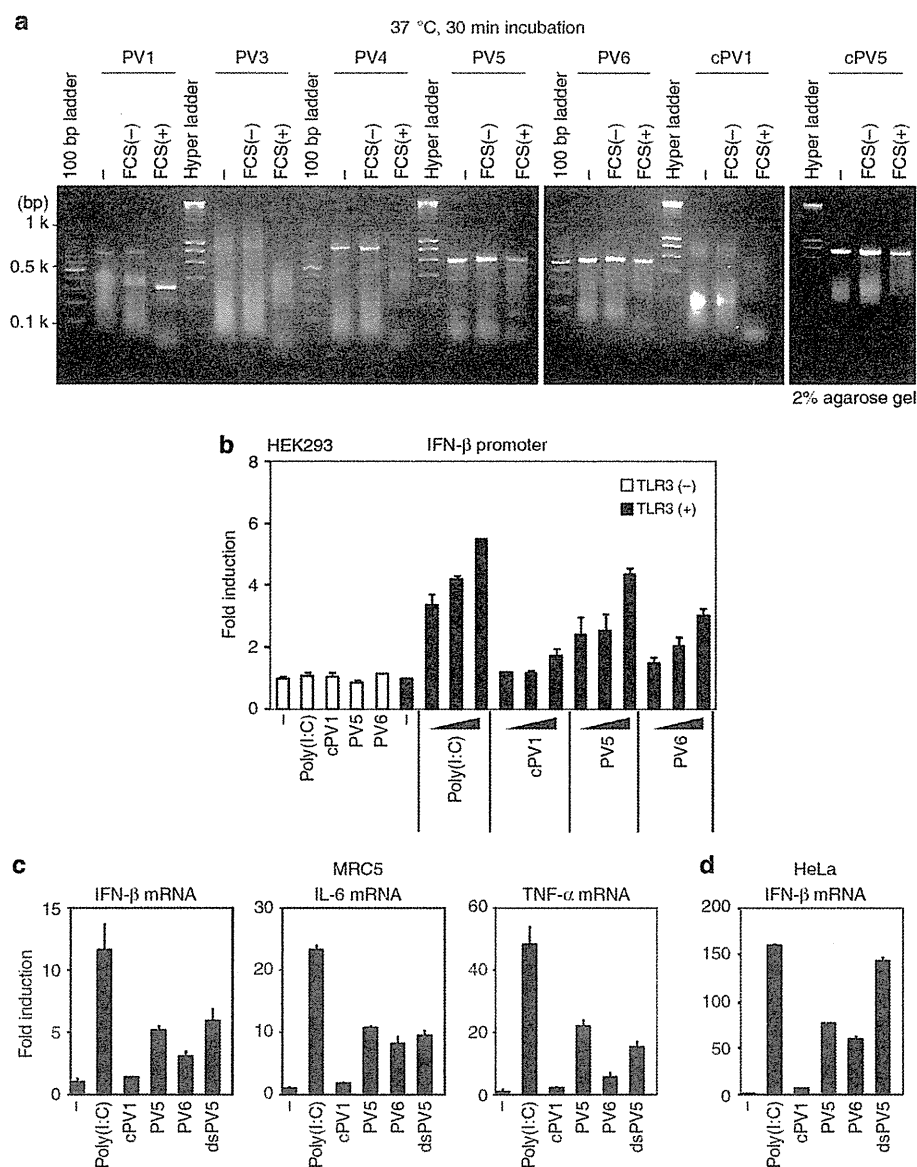 a
37 °C, 30 min incubation
PV1 PV3 PV4 PV5 PV6 cPV1 cPV5
100 bp ladder – FCS(–) FCS(+) Hyper ladder – FCS(–) FCS(+) 100 bp ladder – FCS(–) FCS(+) Hyper ladder – FCS(–) FCS(+) 100 bp ladder – FCS(–) FCS(+) Hyper ladder – FCS(–) FCS(+) Hyper ladder – FCS(–) FCS(+)
(bp)
1 k
0.5 k
0.1 k
2% agarose gel
b HEK293 IFN-β promoter
8
TLR3 (–)
TLR3 (+)
6
4
2
0
Fold induction
– Poly(I:C) cPV1 PV5 PV6 – Poly(I:C) cPV1 PV5 PV6
c MRC5 d HeLa
IFN-β mRNA IL-6 mRNA TNF-α mRNA IFN-β mRNA
15 30 60 200
10 20 40 150
5 10 20 100
0 0 0 50
0
Fold induction
– Poly(I:C) cPV1 PV5 PV6 dsPV5 – Poly(I:C) cPV1 PV5 PV6 dsPV5 – Poly(I:C) cPV1 PV5 PV6 dsPV5 – Poly(I:C) cPV1 PV5 PV6 dsPV5